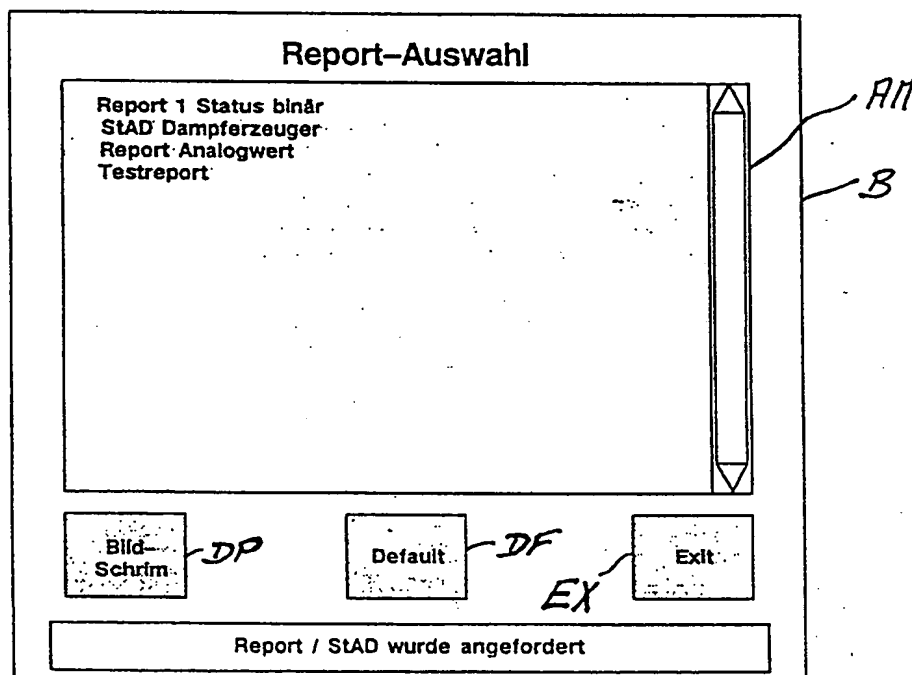 Report–Auswahl
Report 1 Status binär
StAD Dampferzeuger
Report Analogwert
Testreport
AM
B
Bild–
Schrim
DP
Default
DF
EX
Exit
Report / StAD wurde angefordert